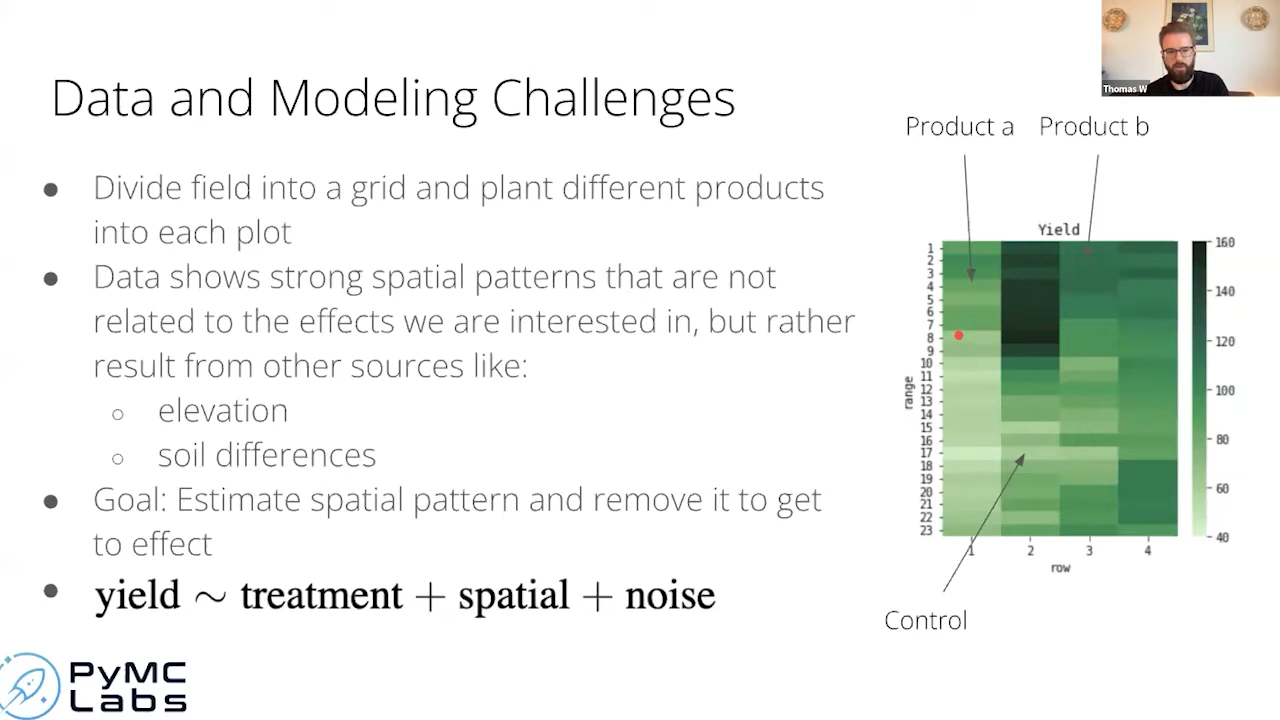 Thomas W
Data and Modeling Challenges
● Divide field into a grid and plant different products
into each plot
● Data shows strong spatial patterns that are not
related to the effects we are interested in, but rather
result from other sources like:
○ elevation
○ soil differences
● Goal: Estimate spatial pattern and remove it to get
to effect
● yield ~ treatment + spatial + noise
Product a Product b
Yield
range
1
2
3
4
5
6
7
8
9
10
11
12
13
14
15
16
17
18
19
20
21
22
23
1 2 3 4
row
160
140
120
100
80
60
40
Control
PyMC
Labs